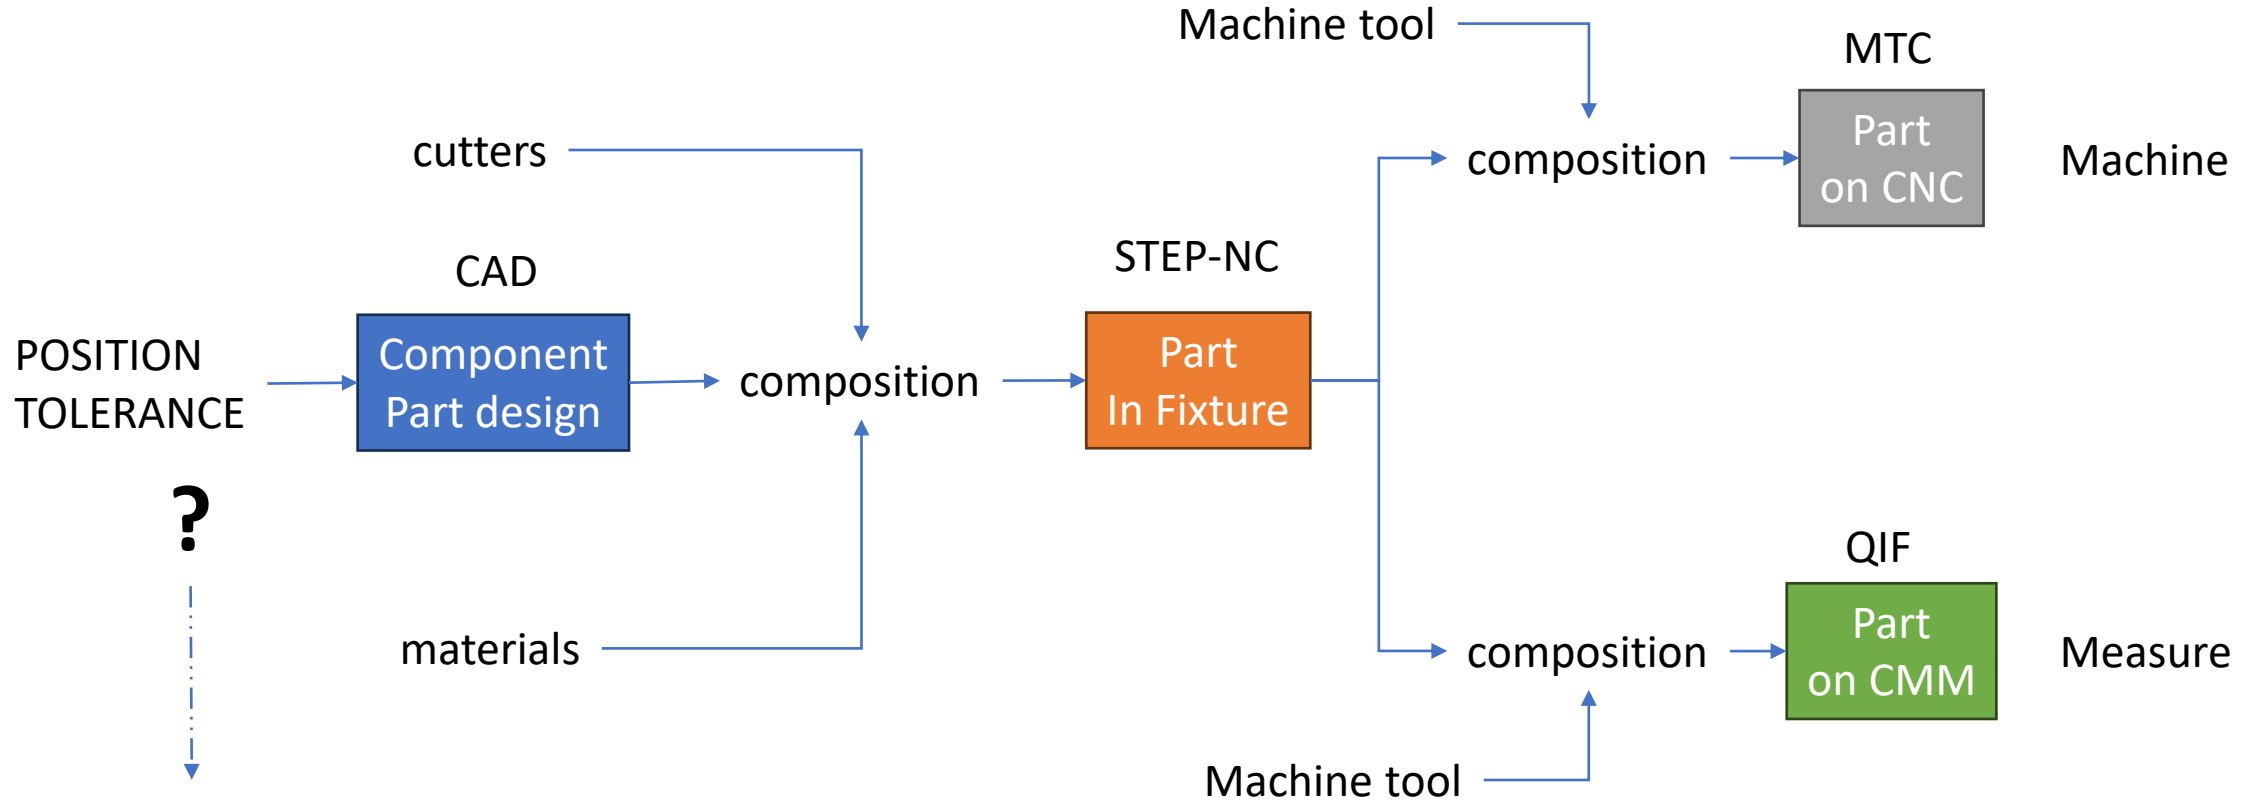 Machine tool
MTC
Part
on CNC
cutters
composition
Machine
CAD
STEP-NC
POSITION
TOLERANCE
Component
Part design
composition
Part
In Fixture
?
QIF
materials
composition
Part
on CMM
Measure
Machine tool